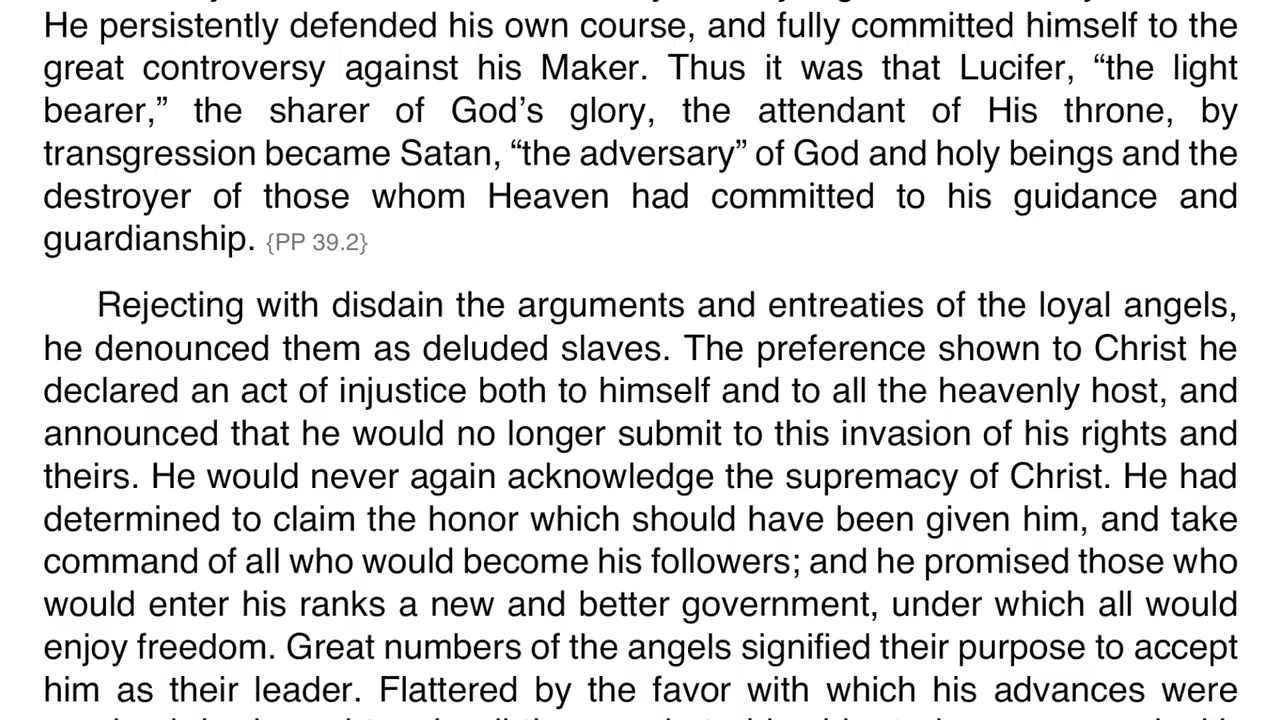 He persistently defended his own course, and fully committed himself to the
great controversy against his Maker. Thus it was that Lucifer, “the light
bearer,” the sharer of God’s glory, the attendant of His throne, by
transgression became Satan, “the adversary” of God and holy beings and the
destroyer of those whom Heaven had committed to his guidance and
guardianship. {PP 39.2}
Rejecting with disdain the arguments and entreaties of the loyal angels,
he denounced them as deluded slaves. The preference shown to Christ he
declared an act of injustice both to himself and to all the heavenly host, and
announced that he would no longer submit to this invasion of his rights and
theirs. He would never again acknowledge the supremacy of Christ. He had
determined to claim the honor which should have been given him, and take
command of all who would become his followers; and he promised those who
would enter his ranks a new and better government, under which all would
enjoy freedom. Great numbers of the angels signified their purpose to accept
him as their leader. Flattered by the favor with which his advances were